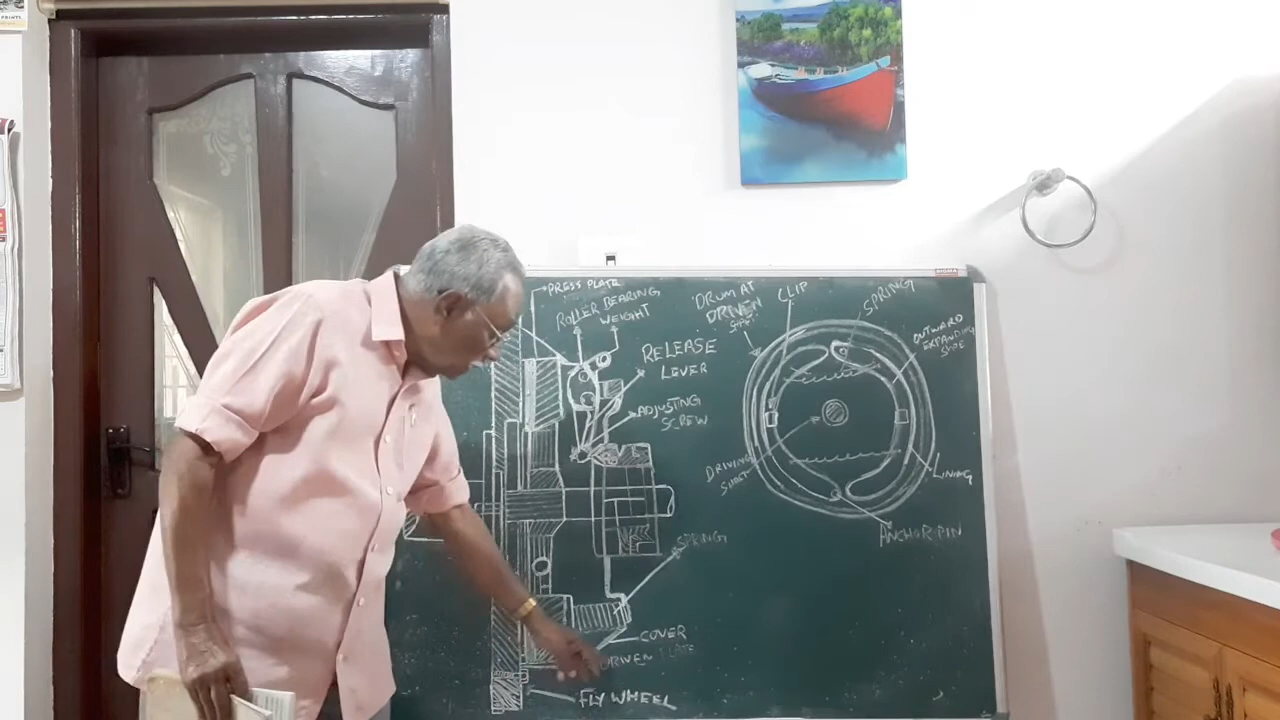 PRESS PLATE
ROLLER BEARING
WEIGHT
RELEASE
LEVER
ADJUSTING
SCREW
SPRING
COVER
DRIVEN PLATE
FLY WHEEL
DRUM AT
DRIVEN
SHAFT
CLIP
SPRING
OUTWARD
EXPANDING
SHOE
DRIVING
SHAFT
LINING
ANCHOR PIN